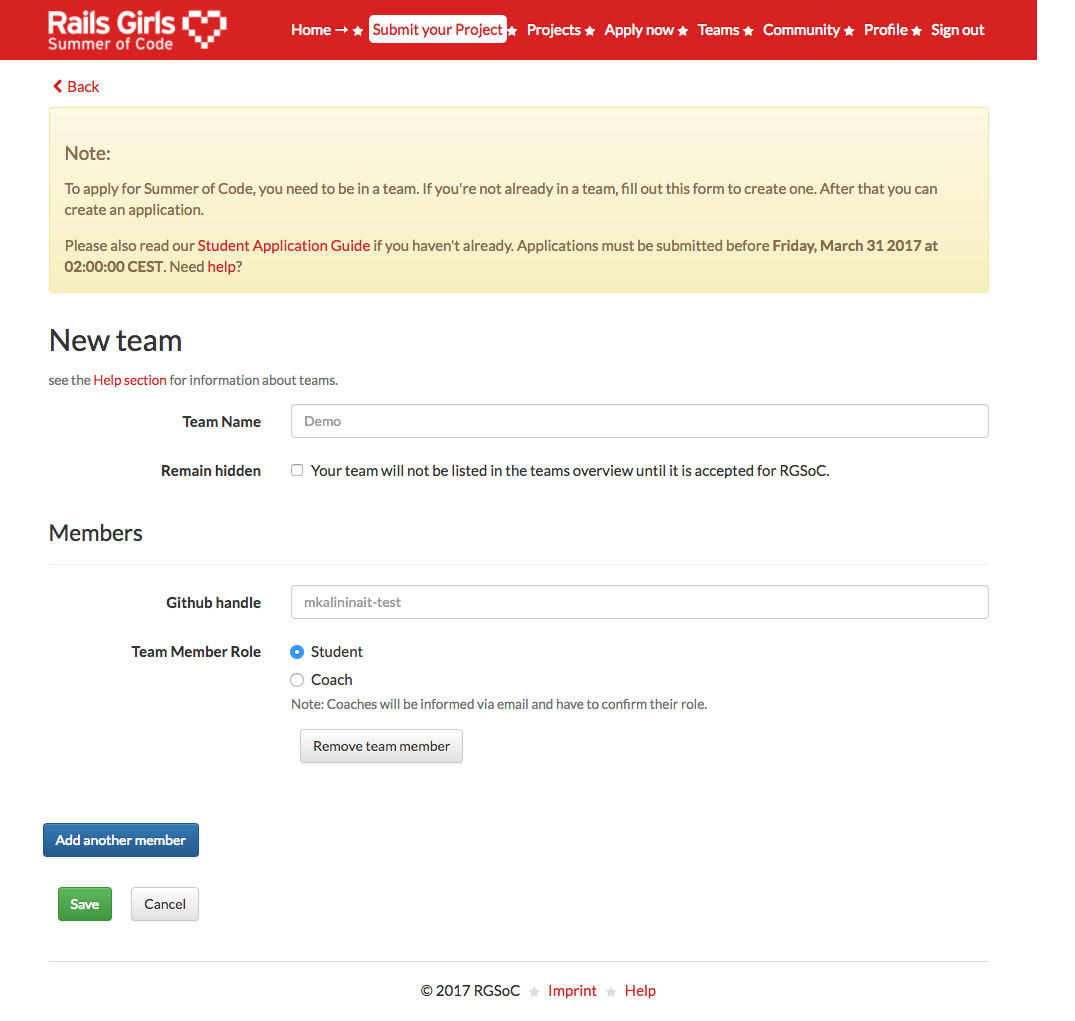 Rails Girls
Summer of Code
Home → ★ Submit your Project ★ Projects ★ Apply now ★ Teams ★ Community ★ Profile ★ Sign out
Back
Note:
To apply for Summer of Code, you need to be in a team. If you're not already in a team, fill out this form to create one. After that you can
create an application.
Please also read our Student Application Guide if you haven't already. Applications must be submitted before Friday, March 31 2017 at
02:00:00 CEST. Need help?
New team
see the Help section for information about teams.
Team Name
Demo
Remain hidden
Your team will not be listed in the teams overview until it is accepted for RGSoC.
Members
Github handle
mkalininait-test
Team Member Role
Student
Coach
Note: Coaches will be informed via email and have to confirm their role.
Remove team member
Add another member
Save
Cancel
© 2017 RGSoC ★ Imprint ★ Help